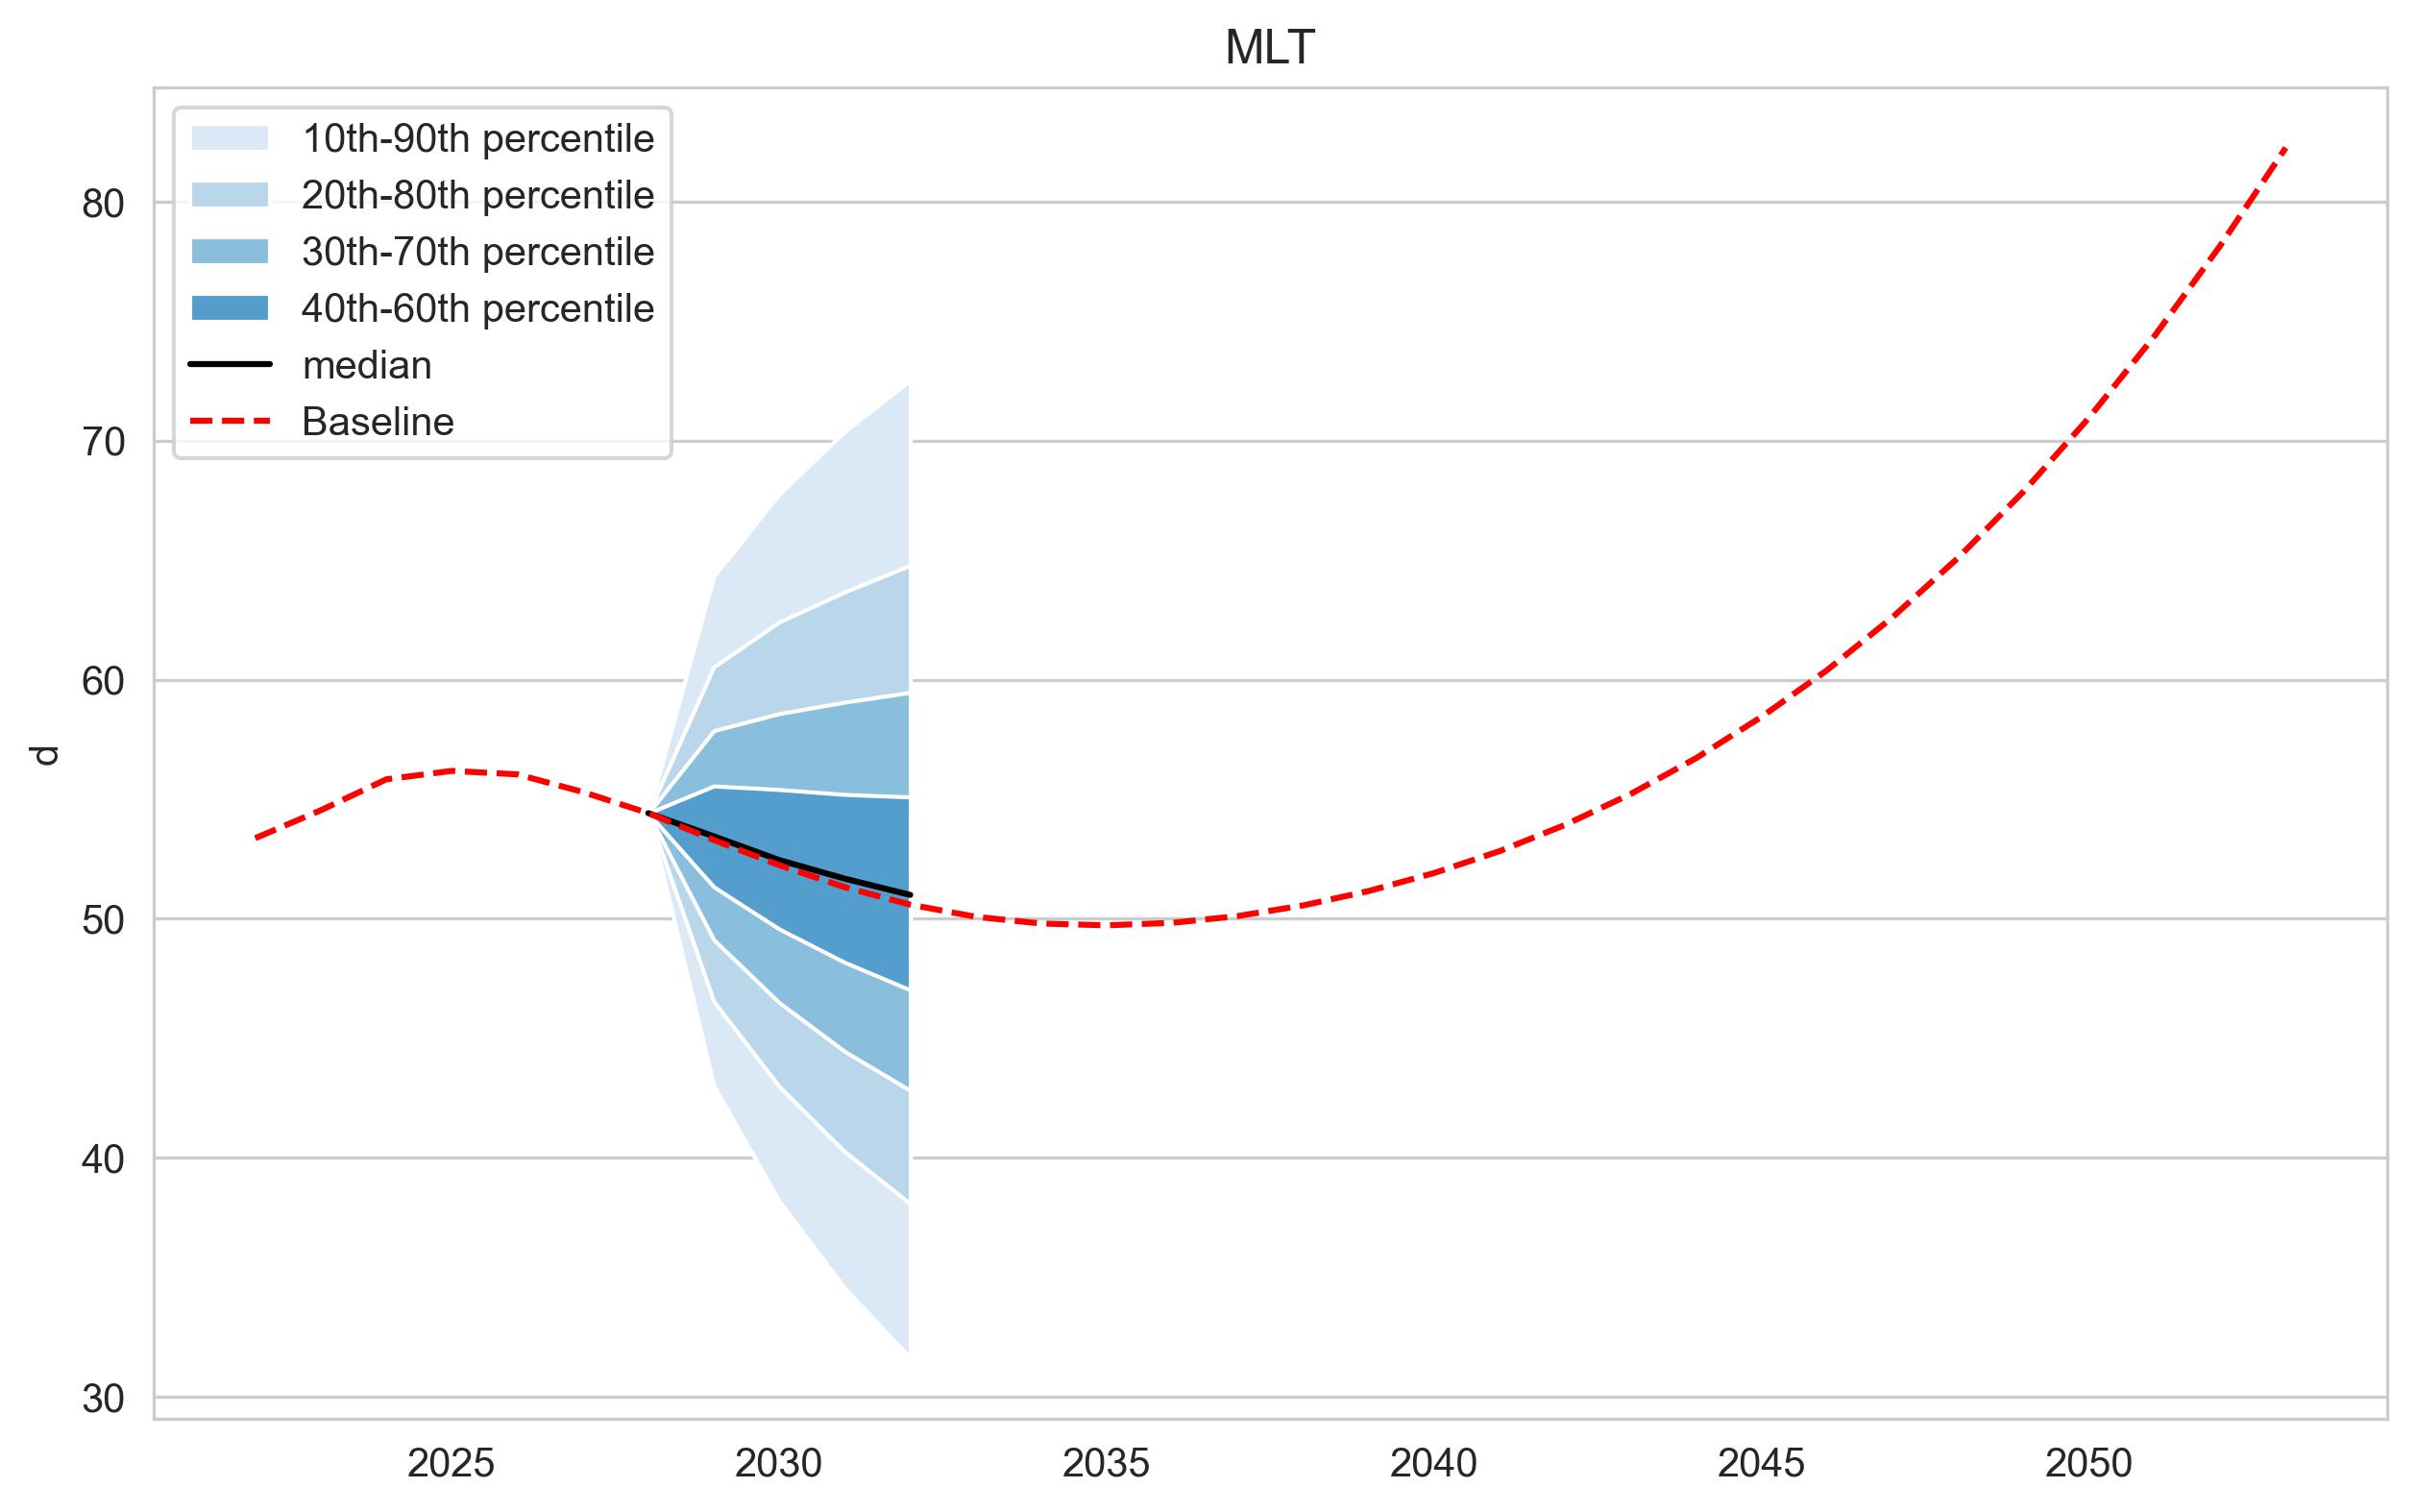 MLT
10th-90th percentile
20th-80th percentile
30th-70th percentile
40th-60th percentile
median
Baseline
d
80
70
60
50
40
30
2025
2030
2035
2040
2045
2050